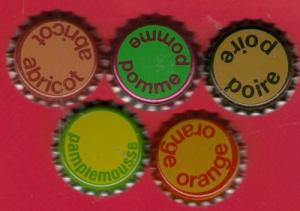 abricot abricot
pomme pomme
poire poire
pamplemousse
orange orange